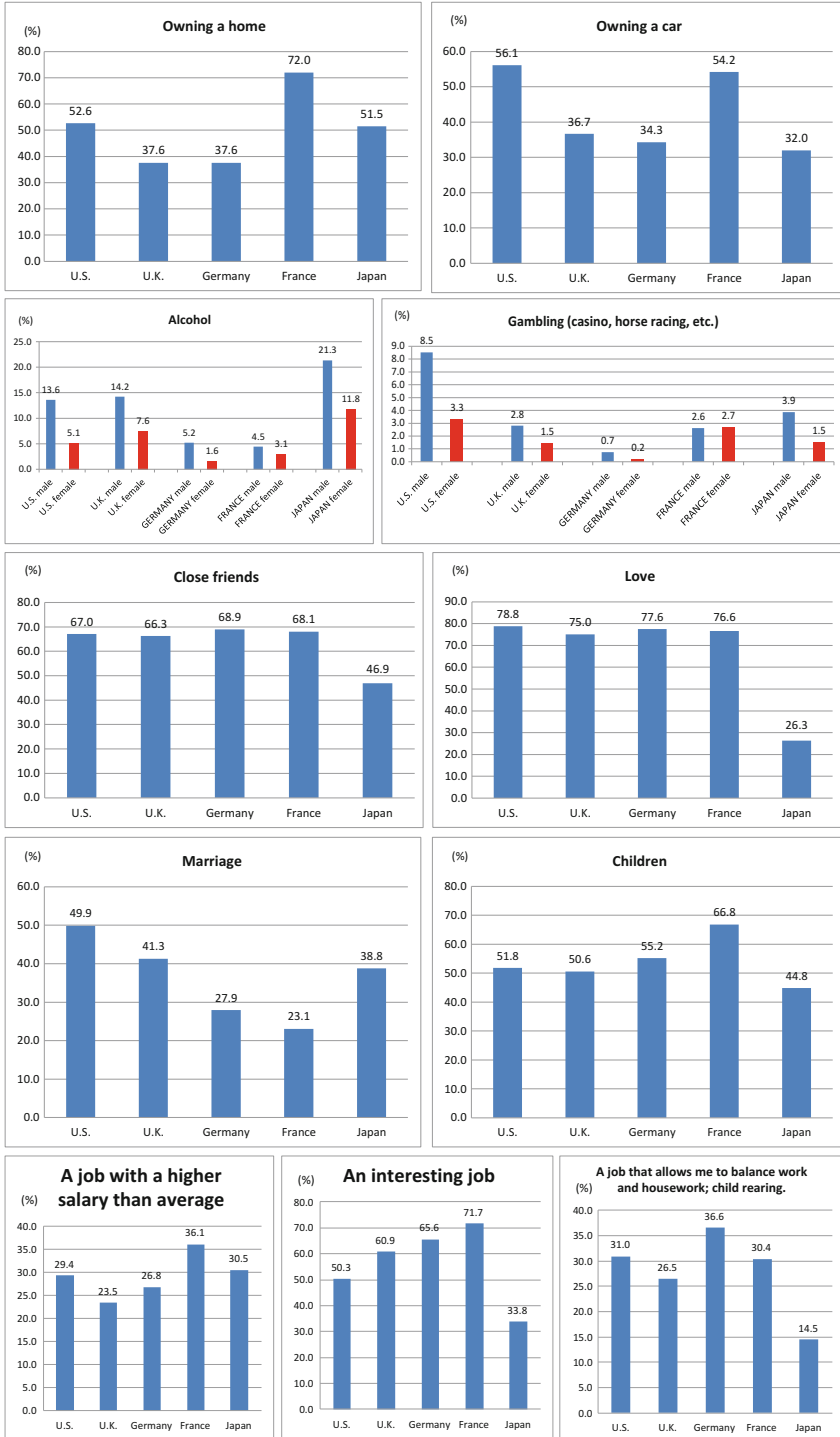 (%)
Owning a home
80.0
70.0
60.0
50.0
40.0
30.0
20.0
10.0
0.0
52.6
37.6
37.6
72.0
51.5
U.S.
U.K.
Germany
France
Japan
(%)
Owning a car
60.0
50.0
40.0
30.0
20.0
10.0
0.0
56.1
36.7
34.3
54.2
32.0
U.S.
U.K.
Germany
France
Japan
(%)
Alcohol
25.0
20.0
15.0
10.0
5.0
0.0
13.6
5.1
14.2
7.6
5.2
1.6
4.5
3.1
21.3
11.8
U.S. male
U.S. female
U.K. male
U.K. female
GERMANY male
GERMANY female
FRANCE male
FRANCE female
JAPAN male
JAPAN female
(%)
Gambling (casino, horse racing, etc.)
9.0
8.0
7.0
6.0
5.0
4.0
3.0
2.0
1.0
0.0
8.5
3.3
2.8
1.5
0.7
0.2
2.6
2.7
3.9
1.5
U.S. male
U.S. female
U.K. male
U.K. female
GERMANY male
GERMANY female
FRANCE male
FRANCE female
JAPAN male
JAPAN female
(%)
Close friends
80.0
70.0
60.0
50.0
40.0
30.0
20.0
10.0
0.0
67.0
66.3
68.9
68.1
46.9
U.S.
U.K.
Germany
France
Japan
(%)
Love
90.0
80.0
70.0
60.0
50.0
40.0
30.0
20.0
10.0
0.0
78.8
75.0
77.6
76.6
26.3
U.S.
U.K.
Germany
France
Japan
(%)
Marriage
60.0
50.0
40.0
30.0
20.0
10.0
0.0
49.9
41.3
27.9
23.1
38.8
U.S.
U.K.
Germany
France
Japan
(%)
Children
80.0
70.0
60.0
50.0
40.0
30.0
20.0
10.0
0.0
51.8
50.6
55.2
66.8
44.8
U.S.
U.K.
Germany
France
Japan
A job with a higher
salary than average
(%)
40.0
35.0
30.0
25.0
20.0
15.0
10.0
5.0
0.0
29.4
23.5
26.8
36.1
30.5
U.S.
U.K.
Germany
France
Japan
An interesting job
(%)
80.0
70.0
60.0
50.0
40.0
30.0
20.0
10.0
0.0
50.3
60.9
65.6
71.7
33.8
U.S.
U.K.
Germany
France
Japan
A job that allows me to balance work
and housework; child rearing.
(%)
40.0
35.0
30.0
25.0
20.0
15.0
10.0
5.0
0.0
31.0
26.5
36.6
30.4
14.5
U.S.
U.K.
Germany
France
Japan